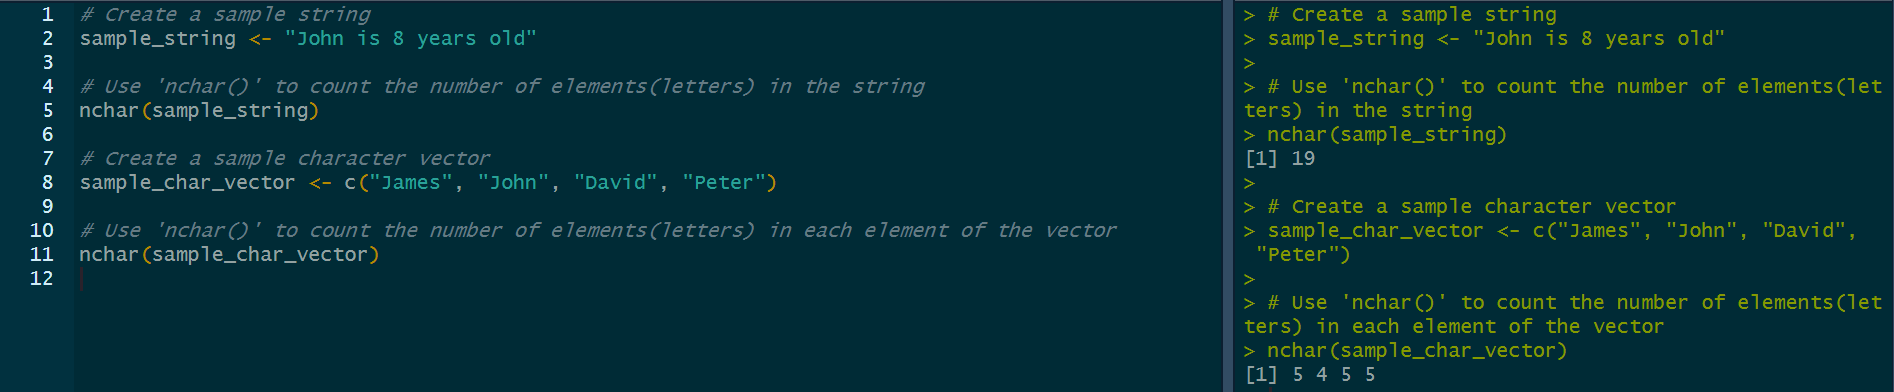 1 # Create a sample string
2 sample_string <- "John is 8 years old"
3
4 # Use 'nchar()' to count the number of elements(letters) in the string
5 nchar(sample_string)
6
7 # Create a sample character vector
8 sample_char_vector <- c("James", "John", "David", "Peter")
9
10 # Use 'nchar()' to count the number of elements(letters) in each element of the vector
11 nchar(sample_char_vector)
12
> # Create a sample string
> sample_string <- "John is 8 years old"
>
> # Use 'nchar()' to count the number of elements(let
ters) in the string
> nchar(sample_string)
[1] 19
>
> # Create a sample character vector
> sample_char_vector <- c("James", "John", "David",
"Peter")
>
> # Use 'nchar()' to count the number of elements(let
ters) in each element of the vector
> nchar(sample_char_vector)
[1] 5 4 5 5